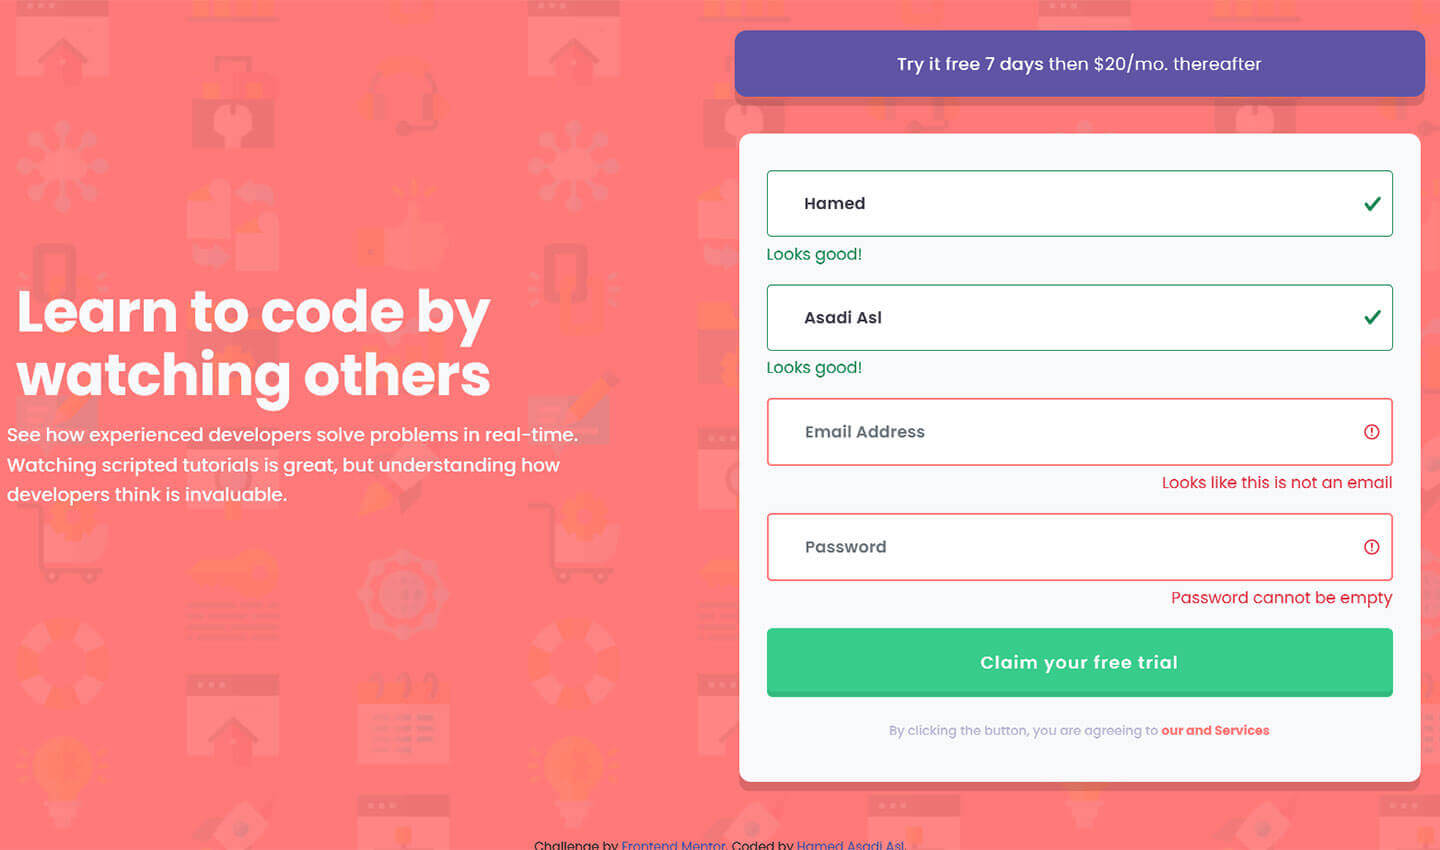 Learn to code by
watching others
See how experienced developers solve problems in real-time.
Watching scripted tutorials is great, but understanding how
developers think is invaluable.
Try it free 7 days then $20/mo. thereafter
Hamed
Looks good!
Asadi Asl
Looks good!
Email Address
Looks like this is not an email
Password
Password cannot be empty
Claim your free trial
By clicking the button, you are agreeing to our and Services
Challenge by Frontend Mentor. Coded by Hamed Asadi Asl.